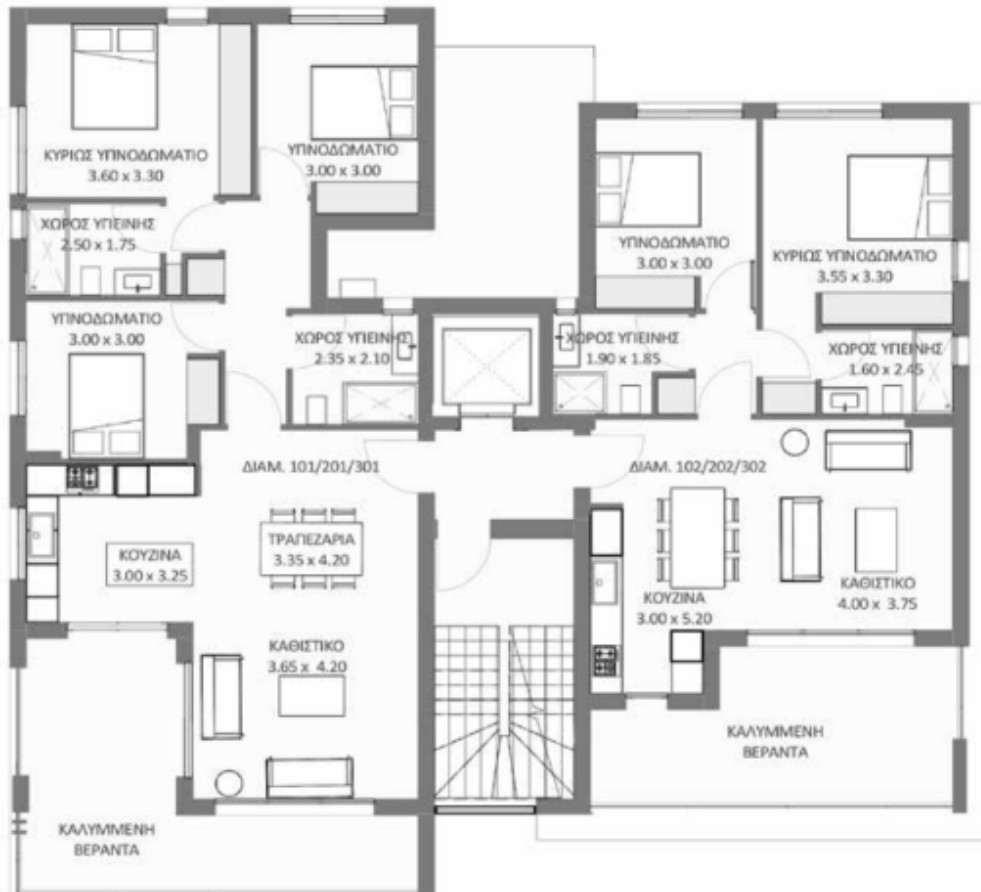 ΚΥΡΙΩΣ ΥΠΝΟΔΩΜΑΤΙΟ
3.60 x 3.30
ΥΠΝΟΔΩΜΑΤΙΟ
3.00 x 3.00
ΧΩΡΟΣ ΥΓΙΕΙΝΗΣ
2.50 x 1.75
ΥΠΝΟΔΩΜΑΤΙΟ
3.00 x 3.00
ΧΩΡΟΣ ΥΓΙΕΙΝΗΣ
2.35 x 2.10
ΔΙΑΜ. 101/201/301
ΤΡΑΠΕΖΑΡΙΑ
3.35 x 4.20
ΚΟΥΖΙΝΑ
3.00 x 3.25
ΚΑΘΙΣΤΙΚΟ
3.65 x 4.20
ΚΑΛΥΜΜΕΝΗ
ΒΕΡΑΝΤΑ
ΥΠΝΟΔΩΜΑΤΙΟ
3.00 x 3.00
ΚΥΡΙΩΣ ΥΠΝΟΔΩΜΑΤΙΟ
3.55 x 3.30
ΧΩΡΟΣ ΥΓΙΕΙΝΗΣ
1.90 x 1.85
ΧΩΡΟΣ ΥΓΙΕΙΝΗΣ
1.60 x 2.45
ΔΙΑΜ. 102/202/302
ΚΑΘΙΣΤΙΚΟ
4.00 x 3.75
ΚΟΥΖΙΝΑ
3.00 x 5.20
ΚΑΛΥΜΜΕΝΗ
ΒΕΡΑΝΤΑ